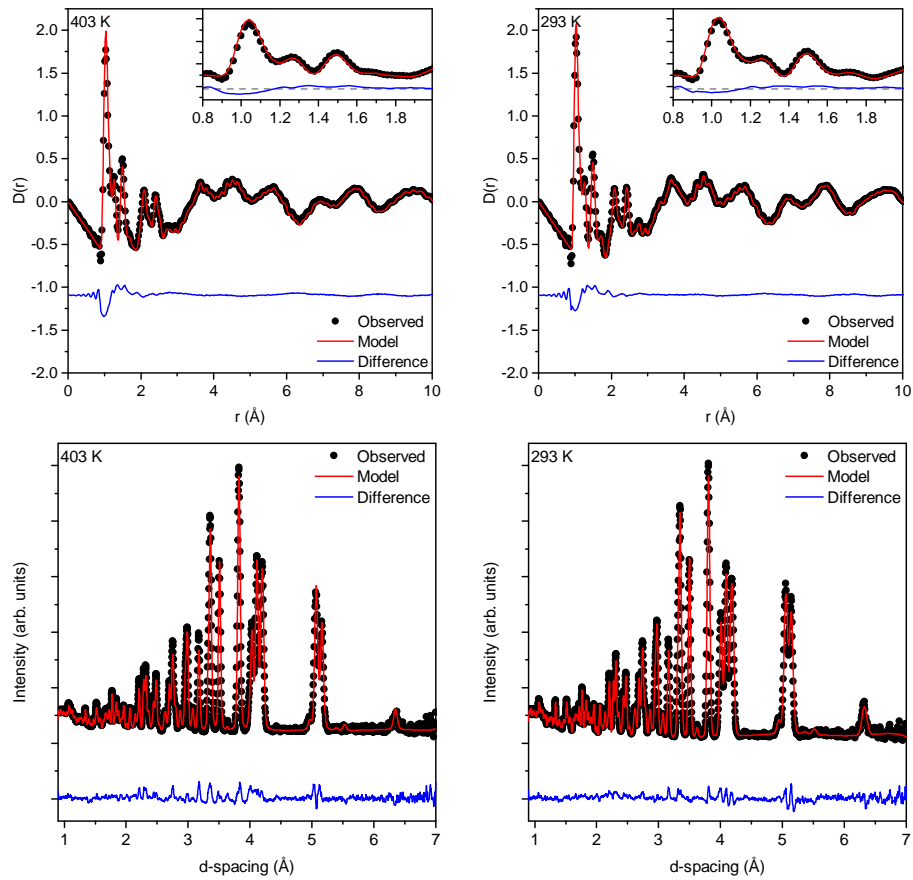 403 K
2.0
1.5
1.0
0.5
0.0
-0.5
-1.0
-1.5
-2.0
D(r)
0.8 1.0 1.2 1.4 1.6 1.8
Observed
Model
Difference
0 2 4 6 8 10
r (Å)
293 K
2.0
1.5
1.0
0.5
0.0
-0.5
-1.0
-1.5
-2.0
D(r)
0.8 1.0 1.2 1.4 1.6 1.8
Observed
Model
Difference
0 2 4 6 8 10
r (Å)
403 K
Observed
Model
Difference
Intensity (arb. units)
1 2 3 4 5 6 7
d-spacing (Å)
293 K
Observed
Model
Difference
Intensity (arb. units)
1 2 3 4 5 6 7
d-spacing (Å)